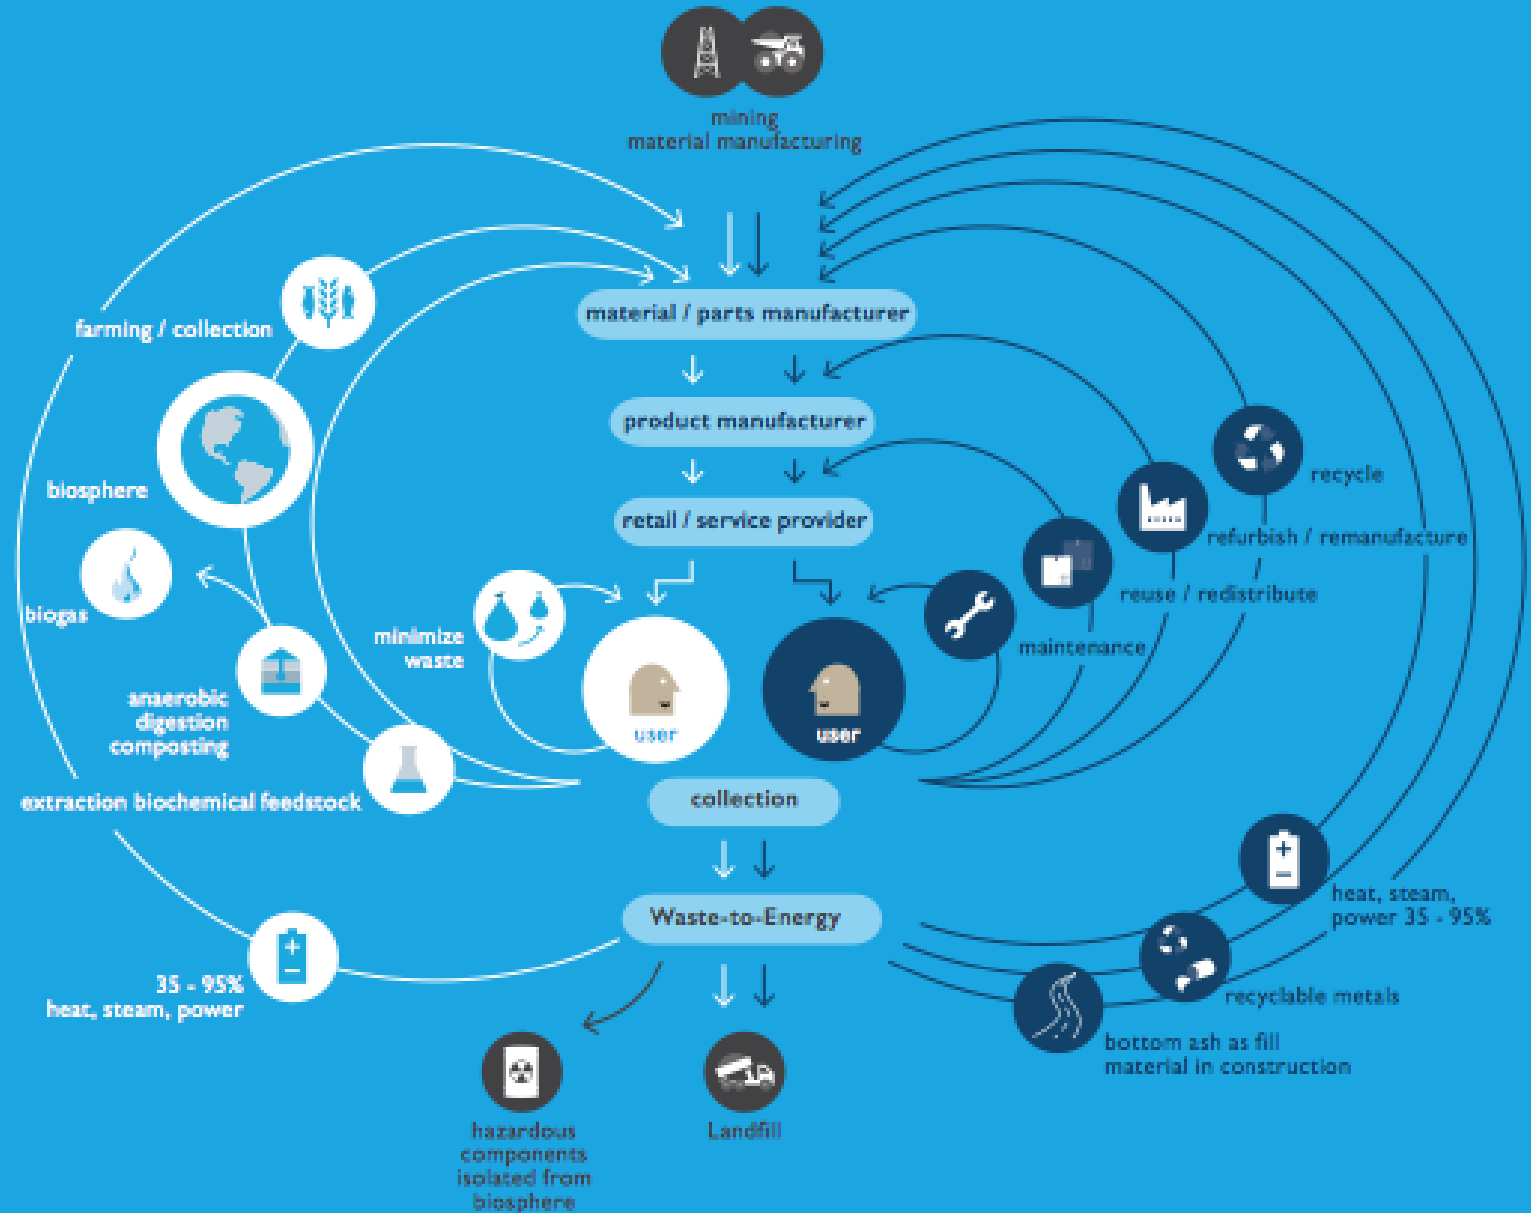 mining
material manufacturing
farming / collection
material / parts manufacturer
product manufacturer
recycle
biosphere
retail / service provider
refurbish / remanufacture
biogas
reuse / redistribute
minimize
waste
maintenance
anaerobic
digestion
composting
user
user
extraction biochemical feedstock
collection
heat, steam,
power 35 - 95%
Waste-to-Energy
35 - 95%
heat, steam, power
recyclable metals
bottom ash as fill
material in construction
hazardous
components
isolated from
biosphere
Landfill